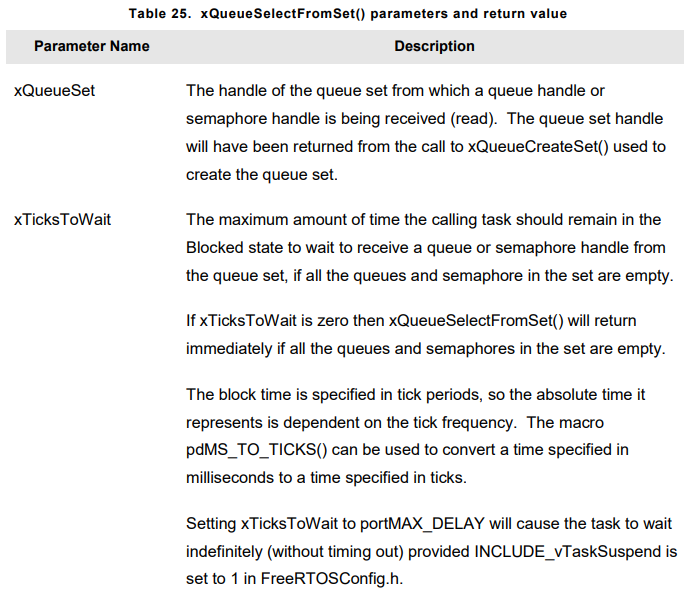 Table 25. xQueueSelectFromSet() parameters and return value
Parameter Name Description
xQueueSet The handle of the queue set from which a queue handle or
semaphore handle is being received (read). The queue set handle
will have been returned from the call to xQueueCreateSet() used to
create the queue set.
xTicksToWait The maximum amount of time the calling task should remain in the
Blocked state to wait to receive a queue or semaphore handle from
the queue set, if all the queues and semaphore in the set are empty.
If xTicksToWait is zero then xQueueSelectFromSet() will return
immediately if all the queues and semaphores in the set are empty.
The block time is specified in tick periods, so the absolute time it
represents is dependent on the tick frequency. The macro
pdMS_TO_TICKS() can be used to convert a time specified in
milliseconds to a time specified in ticks.
Setting xTicksToWait to portMAX_DELAY will cause the task to wait
indefinitely (without timing out) provided INCLUDE_vTaskSuspend is
set to 1 in FreeRTOSConfig.h.